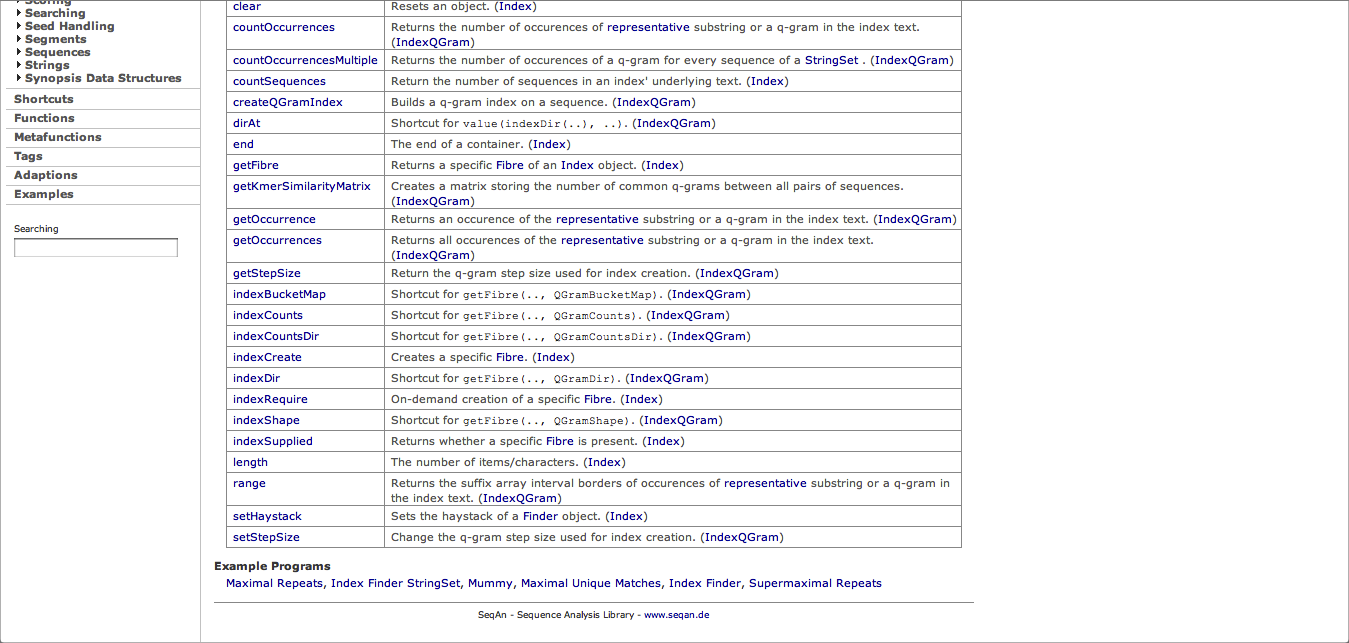 Scoring
Searching
Seed Handling
Segments
Sequences
Strings
Synopsis Data Structures
Shortcuts
Functions
Metafunctions
Tags
Adaptions
Examples
Searching
clear Resets an object. (Index)
countOccurrences Returns the number of occurences of representative substring or a q-gram in the index text.
(IndexQGram)
countOccurrencesMultiple Returns the number of occurences of a q-gram for every sequence of a StringSet . (IndexQGram)
countSequences Return the number of sequences in an index' underlying text. (Index)
createQGramIndex Builds a q-gram index on a sequence. (IndexQGram)
dirAt Shortcut for value(indexDir(..), ..). (IndexQGram)
end The end of a container. (Index)
getFibre Returns a specific Fibre of an Index object. (Index)
getKmerSimilarityMatrix Creates a matrix storing the number of common q-grams between all pairs of sequences.
(IndexQGram)
getOccurrence Returns an occurence of the representative substring or a q-gram in the index text. (IndexQGram)
getOccurrences Returns all occurences of the representative substring or a q-gram in the index text.
(IndexQGram)
getStepSize Return the q-gram step size used for index creation. (IndexQGram)
indexBucketMap Shortcut for getFibre(.., QGramBucketMap). (IndexQGram)
indexCounts Shortcut for getFibre(.., QGramCounts). (IndexQGram)
indexCountsDir Shortcut for getFibre(.., QGramCountsDir). (IndexQGram)
indexCreate Creates a specific Fibre. (Index)
indexDir Shortcut for getFibre(.., QGramDir). (IndexQGram)
indexRequire On-demand creation of a specific Fibre. (Index)
indexShape Shortcut for getFibre(.., QGramShape). (IndexQGram)
indexSupplied Returns whether a specific Fibre is present. (Index)
length The number of items/characters. (Index)
range Returns the suffix array interval borders of occurences of representative substring or a q-gram in
the index text. (IndexQGram)
setHaystack Sets the haystack of a Finder object. (Index)
setStepSize Change the q-gram step size used for index creation. (IndexQGram)
Example Programs
Maximal Repeats, Index Finder StringSet, Mummy, Maximal Unique Matches, Index Finder, Supermaximal Repeats
SeqAn - Sequence Analysis Library - www.seqan.de